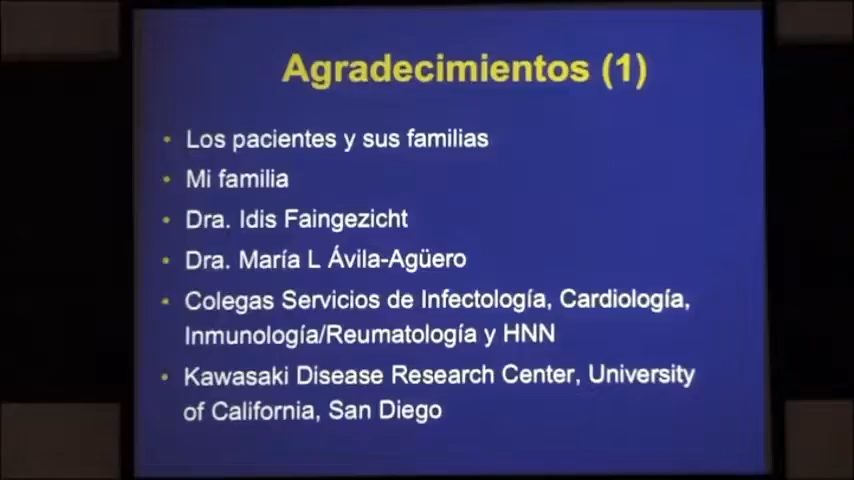 Agradecimientos (1)
• Los pacientes y sus familias
• Mi familia
• Dra. Idis Faingezicht
• Dra. María L Ávila-Agüero
• Colegas Servicios de Infectología, Cardiología,
Inmunología/Reumatología y HNN
• Kawasaki Disease Research Center, University
of California, San Diego